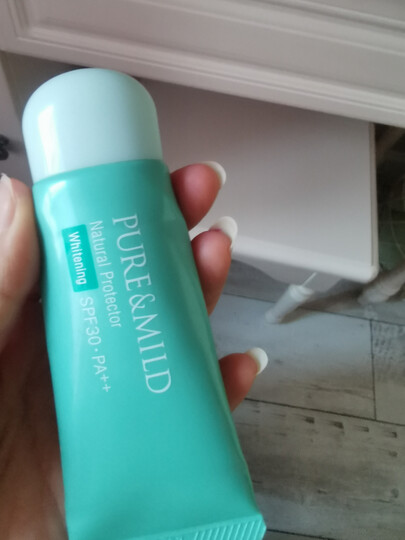 PURE&MILD
Natural Protector
Whitening SPF30·PA++